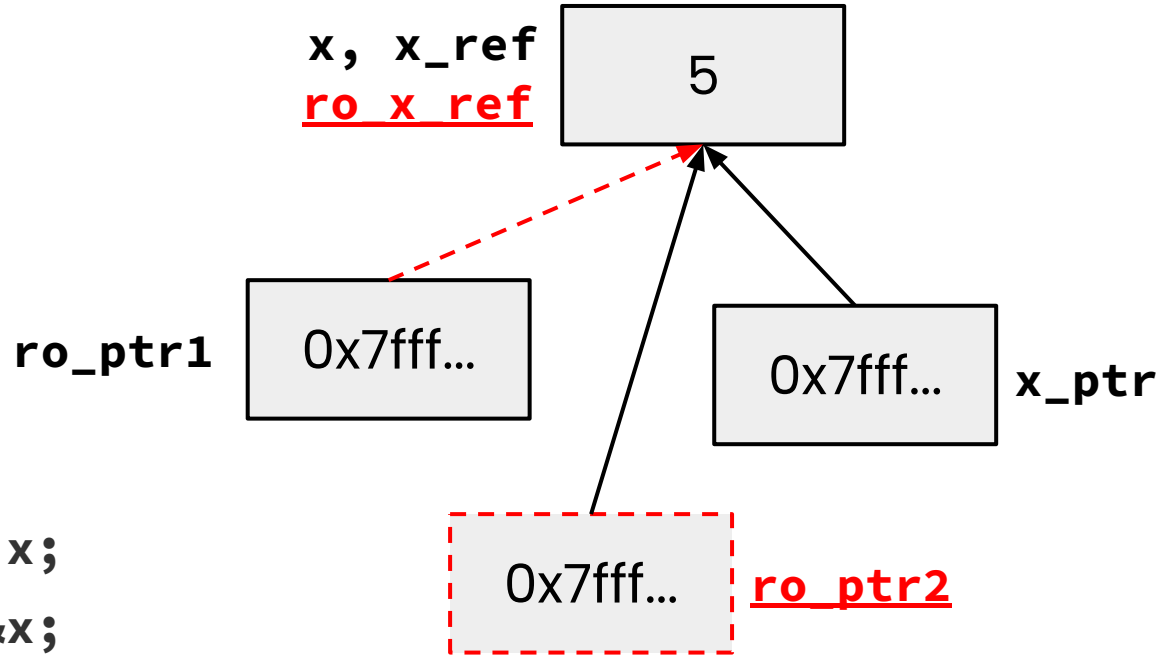 x, x_ref
ro_x_ref
5
ro_ptr1
0x7fff...
0x7fff...
x_ptr
x;
&x;
0x7fff...
ro_ptr2